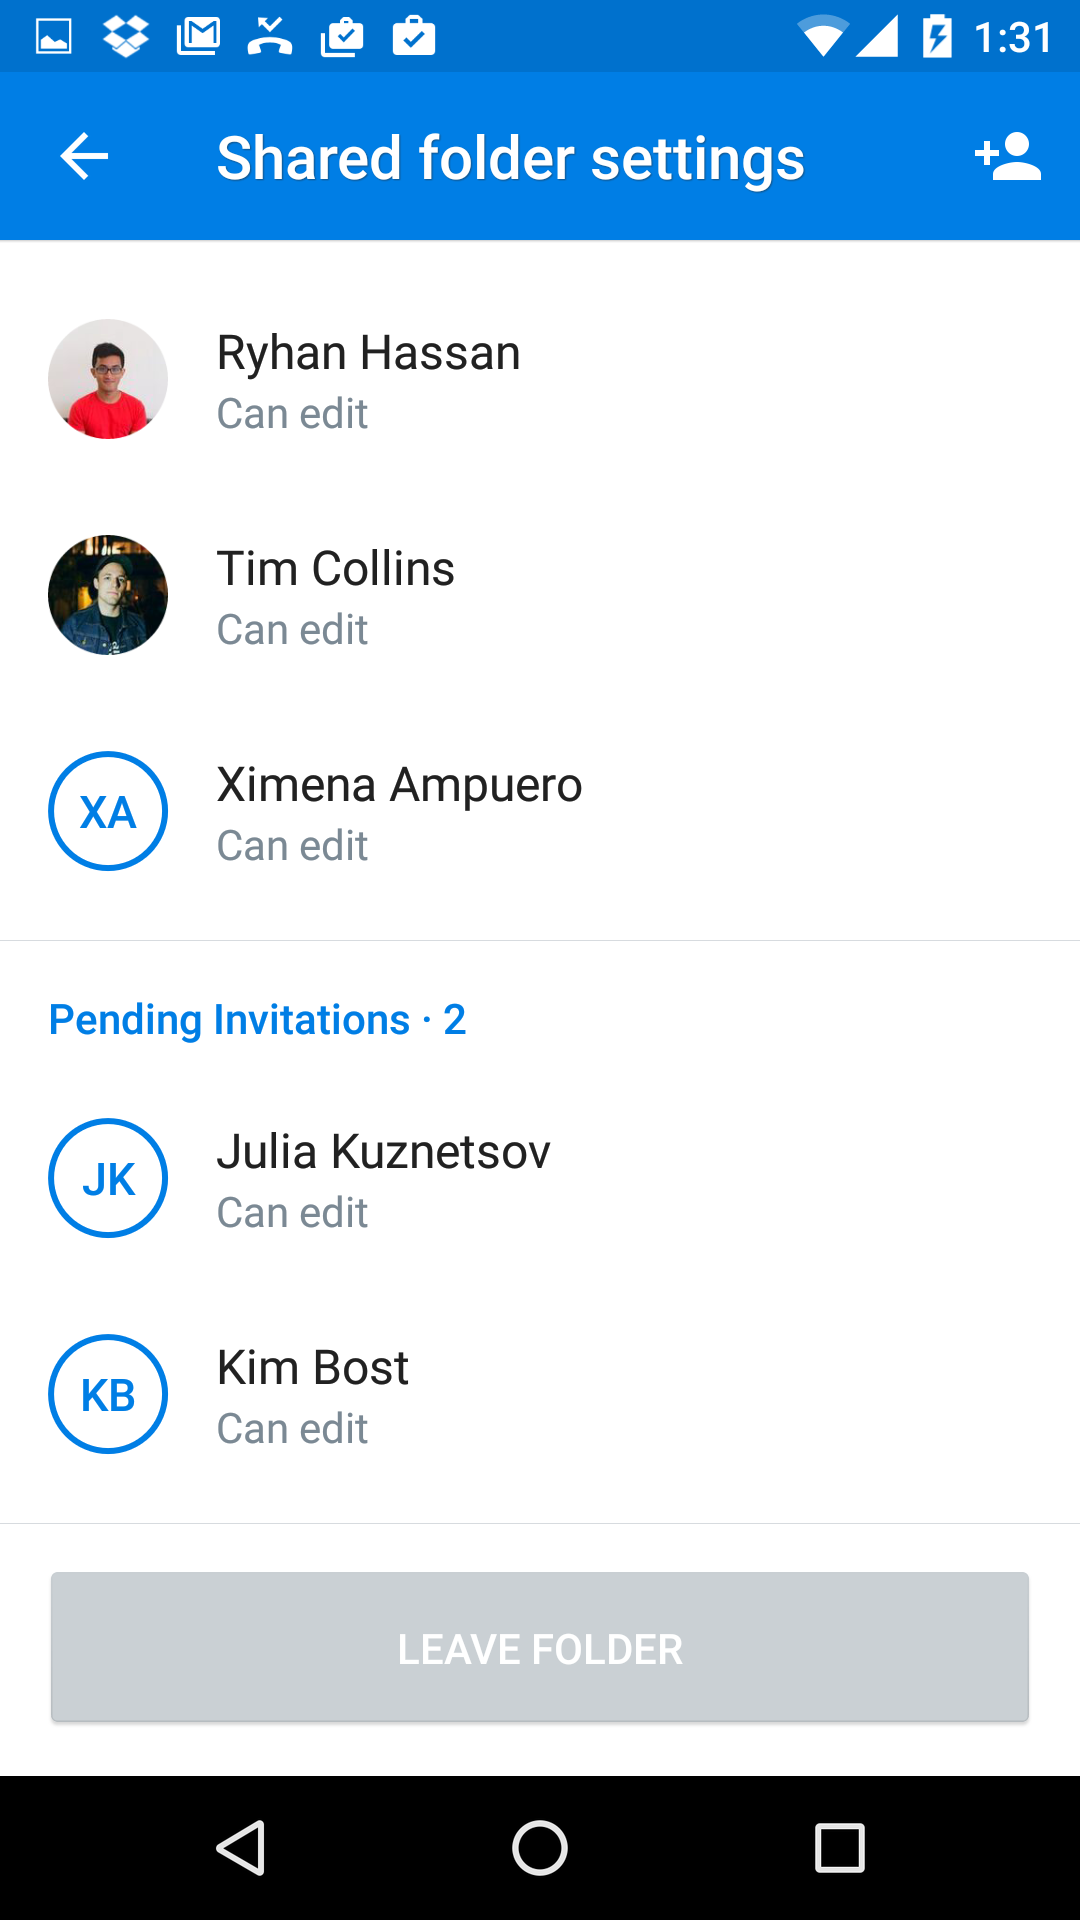 1:31
Shared folder settings
Ryhan Hassan
Can edit
Tim Collins
Can edit
XA
Ximena Ampuero
Can edit
Pending Invitations · 2
JK
Julia Kuznetsov
Can edit
KB
Kim Bost
Can edit
LEAVE FOLDER